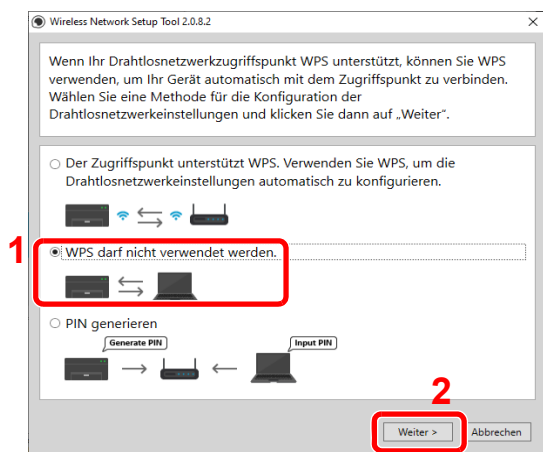 Wireless Network Setup Tool 2.0.8.2
Wenn Ihr Drahtlosnetzwerkzugriffspunkt WPS unterstützt, können Sie WPS
verwenden, um Ihr Gerät automatisch mit dem Zugriffspunkt zu verbinden.
Wählen Sie eine Methode für die Konfiguration der
Drahtlosnetzwerkeinstellungen und klicken Sie dann auf „Weiter“.
Der Zugriffspunkt unterstützt WPS. Verwenden Sie WPS, um die
Drahtlosnetzwerkeinstellungen automatisch zu konfigurieren.
1
WPS darf nicht verwendet werden.
PIN generieren
Generate PIN
Input PIN
2
Weiter >
Abbrechen